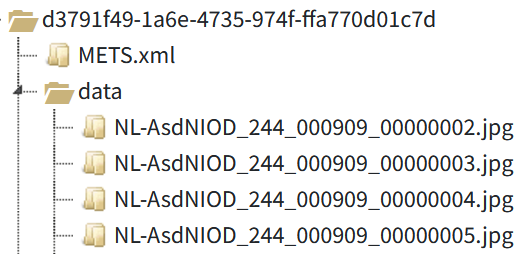 d3791f49-1a6e-4735-974f-ffa770d01c7d
METS.xml
data
NL-AsdNIOD_244_000909_00000002.jpg
NL-AsdNIOD_244_000909_00000003.jpg
NL-AsdNIOD_244_000909_00000004.jpg
NL-AsdNIOD_244_000909_00000005.jpg